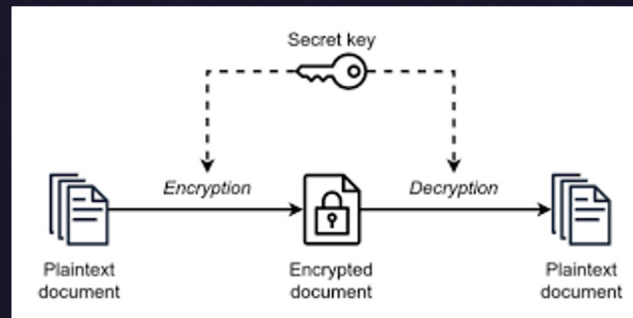 Secret key
Encryption
Decryption
Plaintext
document
Encrypted
document
Plaintext
document